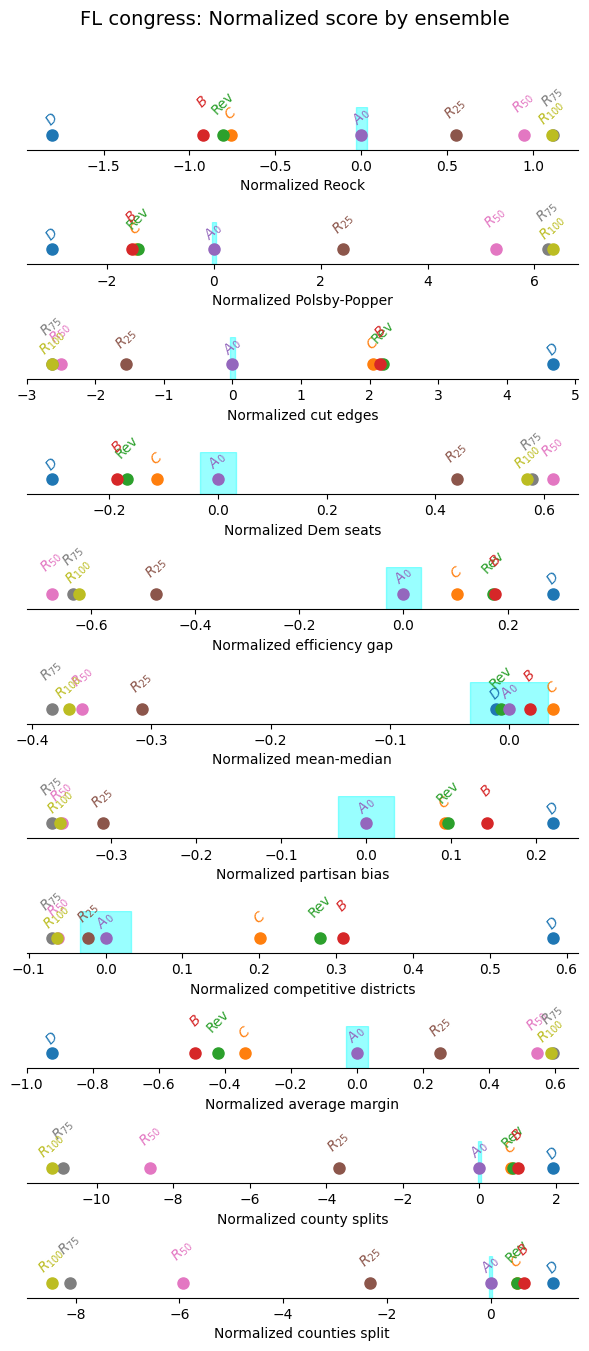 FL congress: Normalized score by ensemble
D B Rev C A0 R25 R50 R75 R100
−1.5 −1.0 −0.5 0.0 0.5 1.0
Normalized Reock
D B C Rev A0 R25 R50 R75 R100
−2 0 2 4 6
Normalized Polsby-Popper
R75 R100 R50 R25 A0 C B Rev D
−3 −2 −1 0 1 2 3 4 5
Normalized cut edges
D B Rev C A0 R25 R100 R75 R50
−0.2 0.0 0.2 0.4 0.6
Normalized Dem seats
R50 R75 R100 R25 A0 C Rev B D
−0.6 −0.4 −0.2 0.0 0.2
Normalized efficiency gap
R75 R100 R50 R25 D Rev A0 B C
−0.4 −0.3 −0.2 −0.1 0.0
Normalized mean-median
R75 R100 R50 R25 A0 C Rev B D
−0.3 −0.2 −0.1 0.0 0.1 0.2
Normalized partisan bias
R75 R100 R50 R25 A0 C Rev B D
−0.1 0.0 0.1 0.2 0.3 0.4 0.5 0.6
Normalized competitive districts
D B Rev C A0 R25 R50 R100 R75
−1.0 −0.8 −0.6 −0.4 −0.2 0.0 0.2 0.4 0.6
Normalized average margin
R100 R75 R50 R25 A0 C Rev B D
−10 −8 −6 −4 −2 0 2
Normalized county splits
R100 R75 R50 R25 A0 C Rev B D
−8 −6 −4 −2 0
Normalized counties split